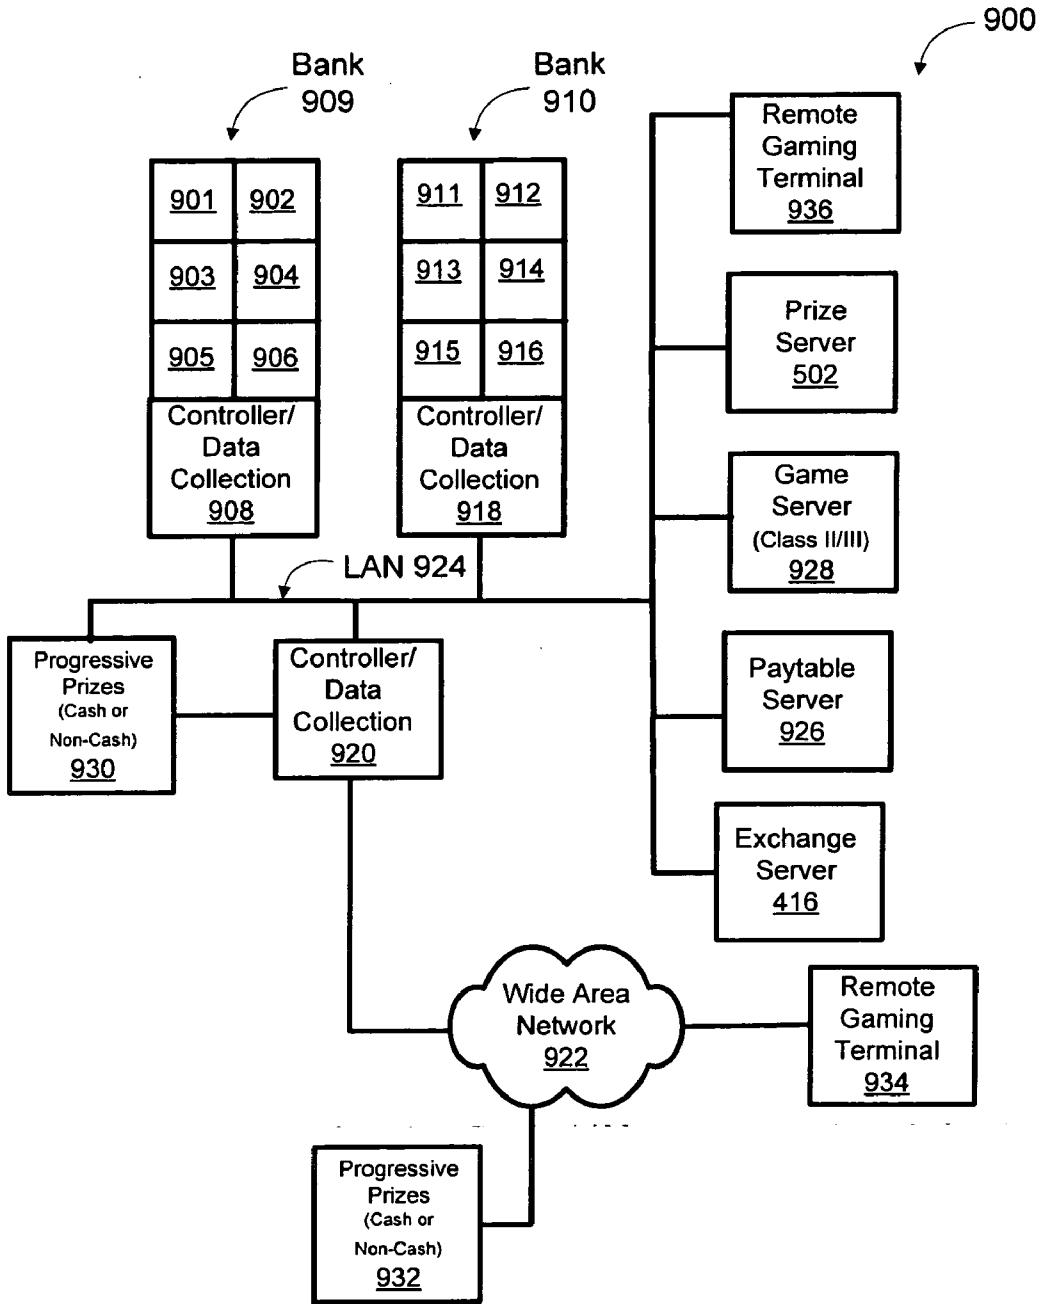 900
Bank
909
Bank
910
901
902
903
904
905
906
Controller/
Data
Collection
908
911
912
913
914
915
916
Controller/
Data
Collection
918
LAN 924
Remote
Gaming
Terminal
936
Prize
Server
502
Game
Server
(Class II/III)
928
Paytable
Server
926
Exchange
Server
416
Progressive
Prizes
(Cash or
Non-Cash)
930
Controller/
Data
Collection
920
Wide Area
Network
922
Remote
Gaming
Terminal
934
Progressive
Prizes
(Cash or
Non-Cash)
932